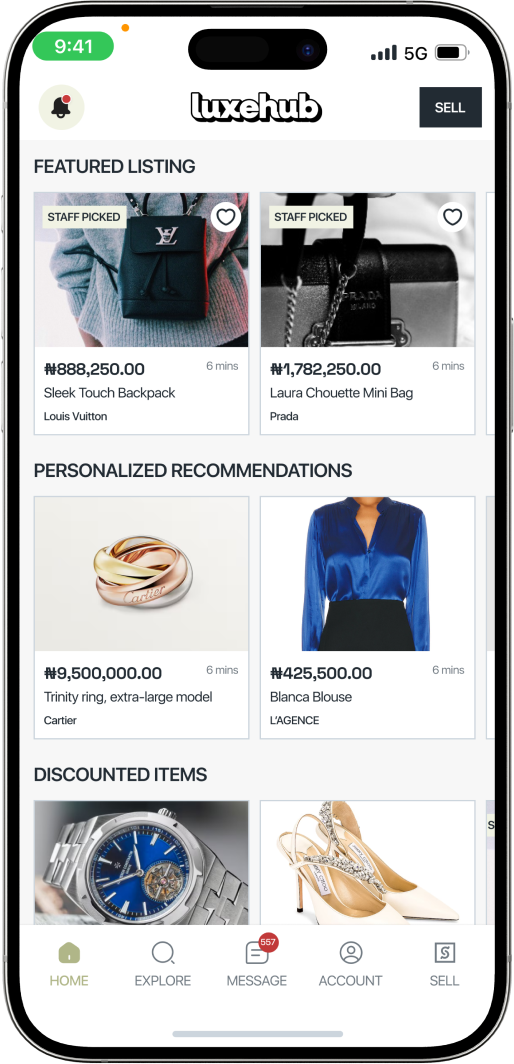 9:41
5G
luxehub
SELL
FEATURED LISTING
STAFF PICKED
STAFF PICKED
PRADA
MILANO
₦888,250.00
6 mins
Sleek Touch Backpack
Louis Vuitton
₦1,782,250.00
6 mins
Laura Chouette Mini Bag
Prada
PERSONALIZED RECOMMENDATIONS
Cartier
₦9,500,000.00
6 mins
Trinity ring, extra-large model
Cartier
₦425,500.00
6 mins
Blanca Blouse
L'AGENCE
DISCOUNTED ITEMS
557
HOME
EXPLORE
MESSAGE
ACCOUNT
SELL